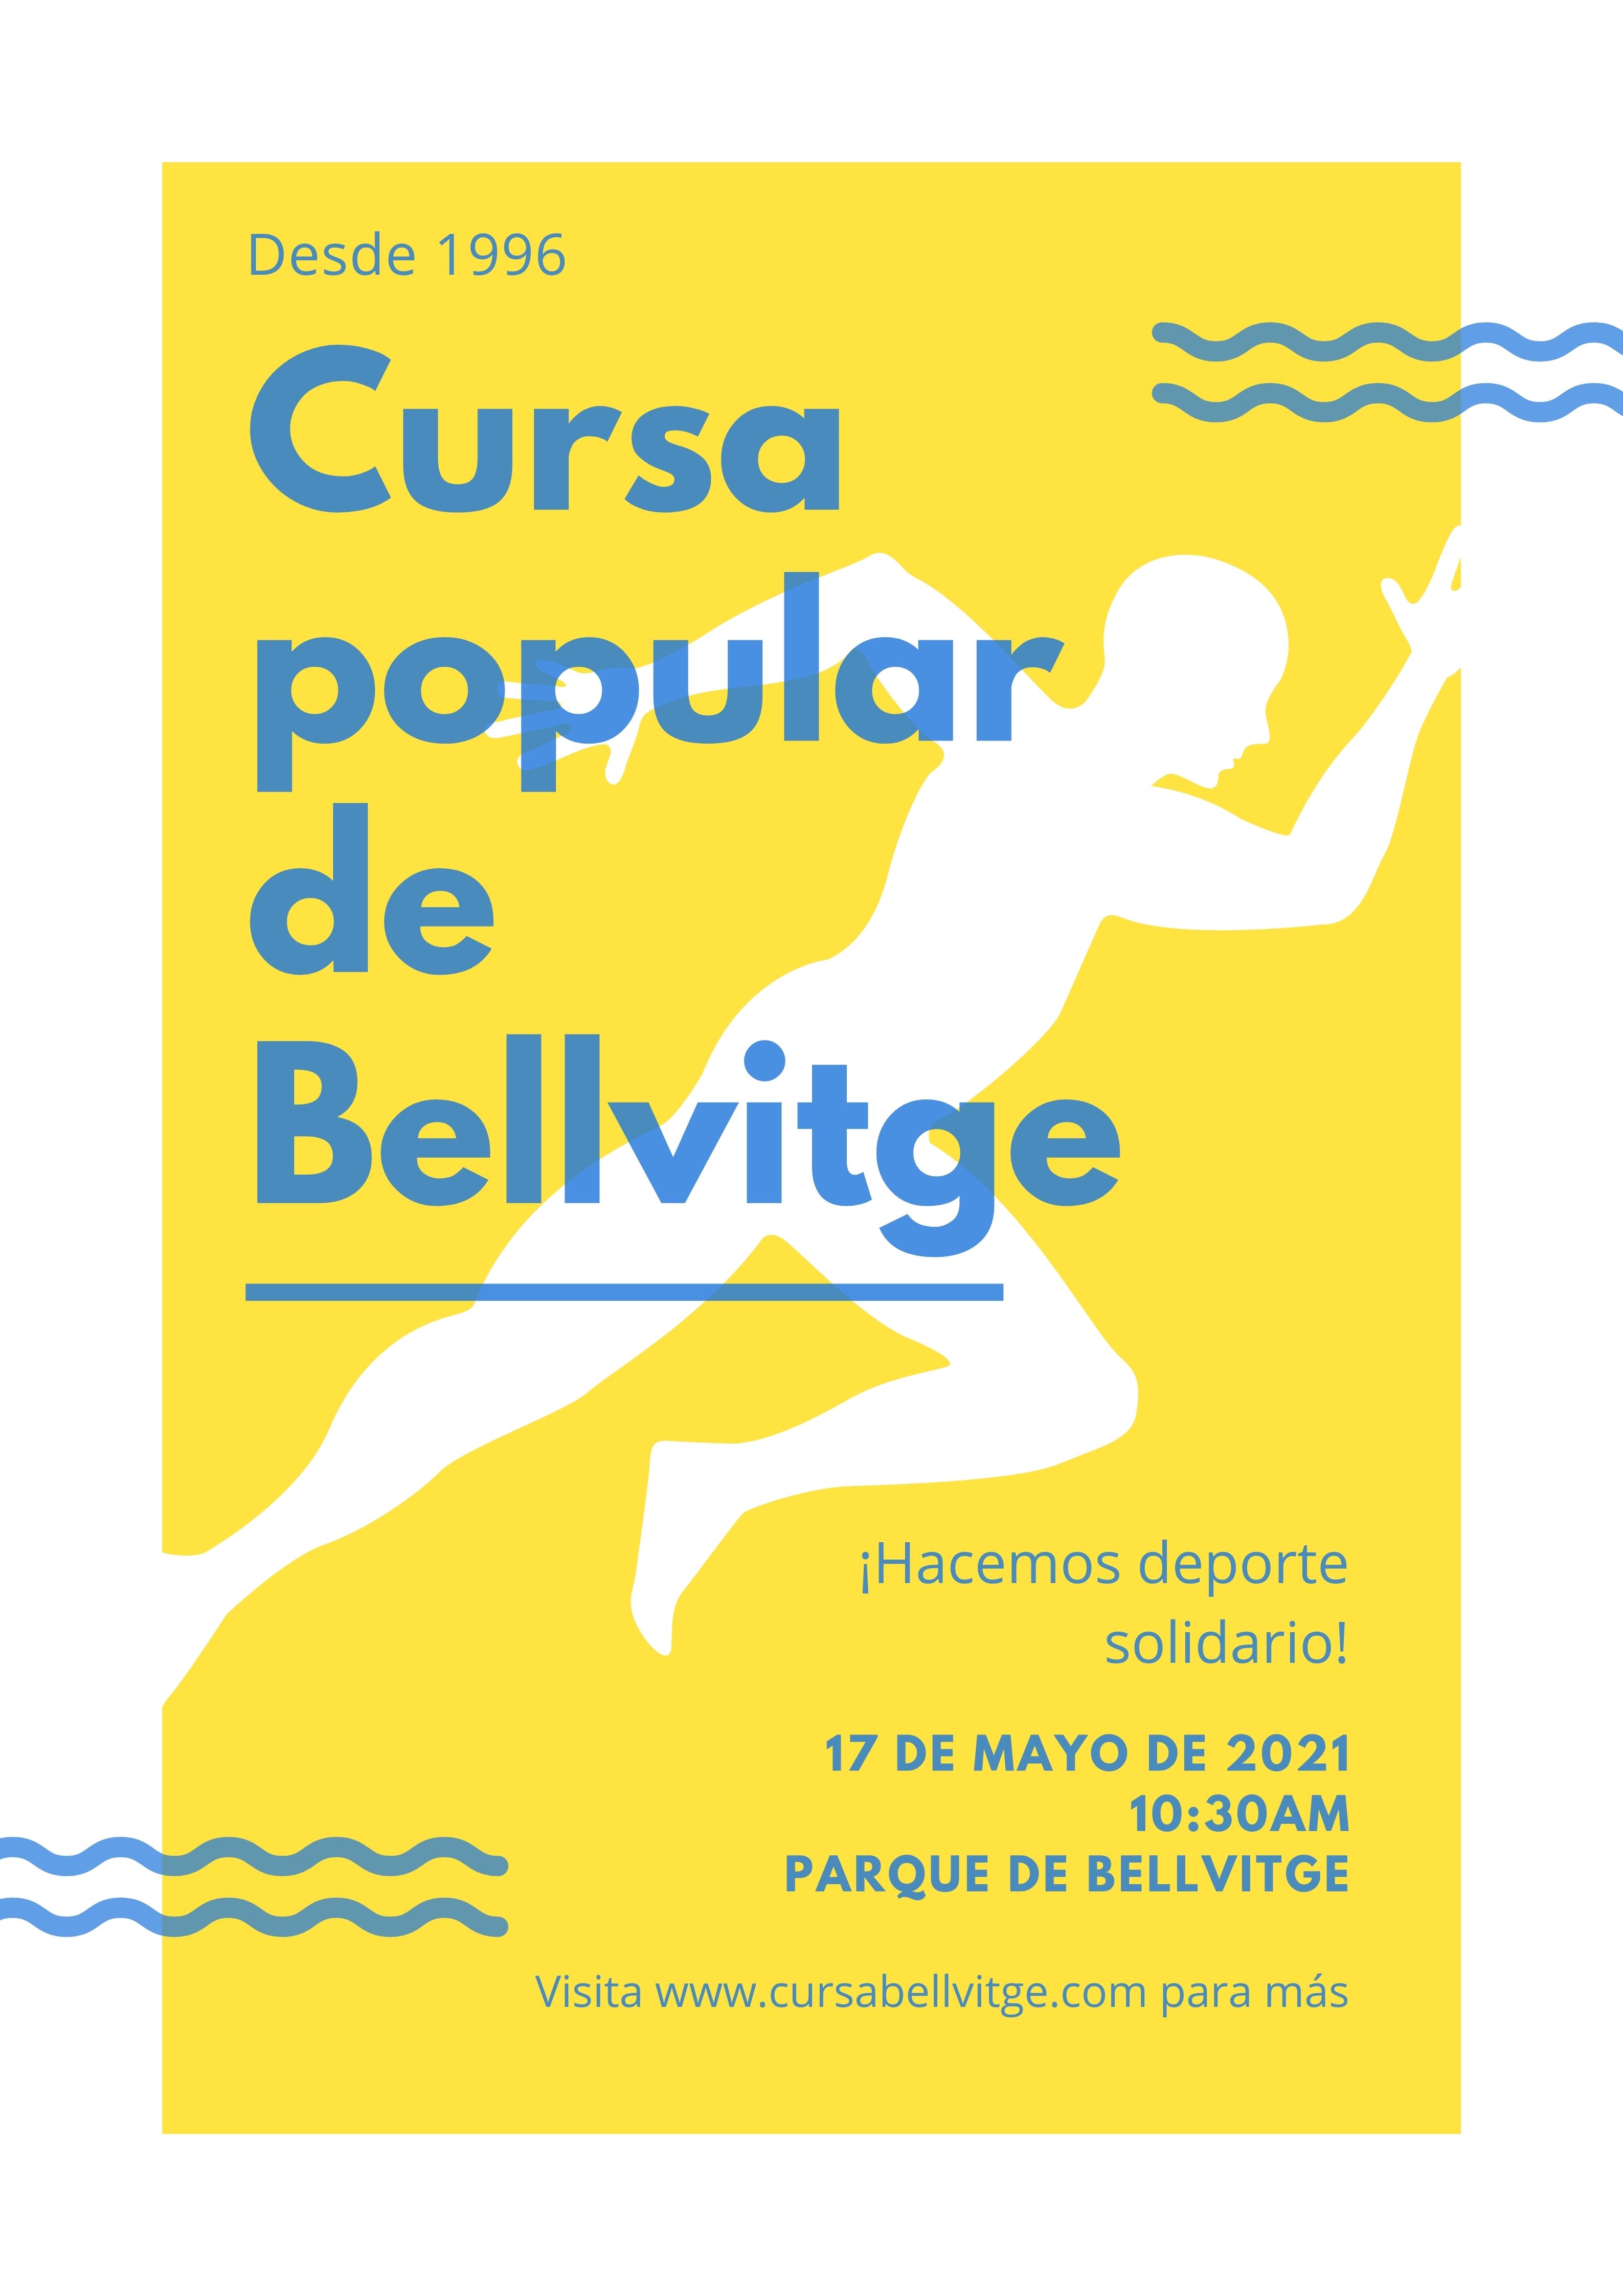 Desde 1996
Cursa
popular
de
Bellvitge
¡Hacemos deporte
solidario!
17 DE MAYO DE 2021
10:30AM
PARQUE DE BELLVITGE
Visita www.cursabellvitge.com para más